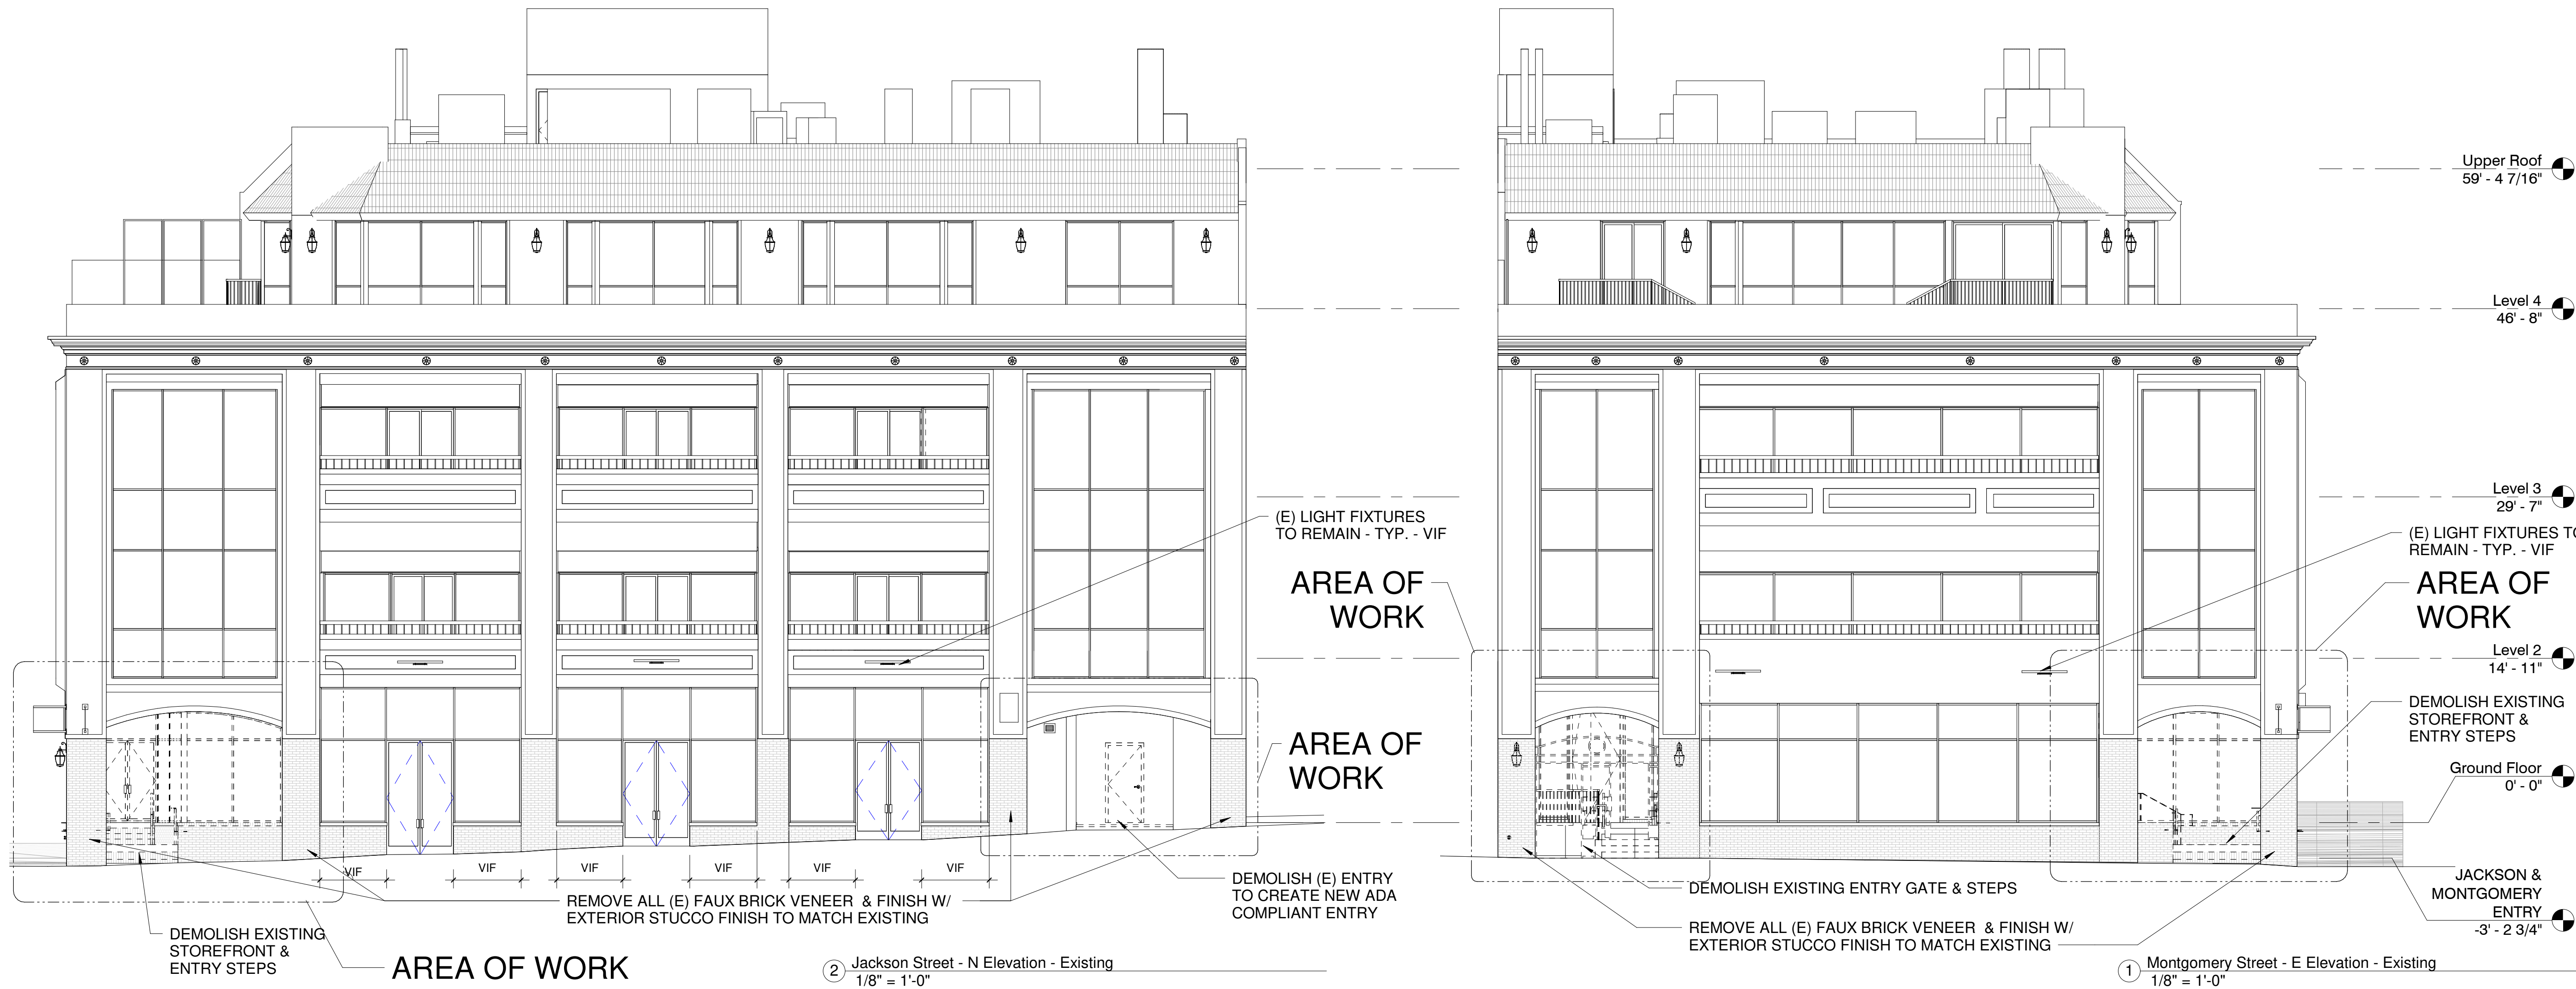 Upper Roof
59' - 4 7/16"
Level 4
46' - 8"
Level 3
29' - 7"
(E) LIGHT FIXTURES
TO REMAIN - TYP. - VIF
(E) LIGHT FIXTURES TO
REMAIN - TYP. - VIF
AREA OF
WORK
AREA OF
WORK
Level 2
14' - 11"
DEMOLISH EXISTING
STOREFRONT &
ENTRY STEPS
AREA OF
WORK
Ground Floor
0' - 0"
VIF
VIF
VIF
VIF
VIF
VIF
DEMOLISH (E) ENTRY
TO CREATE NEW ADA
COMPLIANT ENTRY
DEMOLISH EXISTING ENTRY GATE & STEPS
JACKSON &
MONTGOMERY
ENTRY
-3' - 2 3/4"
REMOVE ALL (E) FAUX BRICK VENEER & FINISH W/
EXTERIOR STUCCO FINISH TO MATCH EXISTING
REMOVE ALL (E) FAUX BRICK VENEER & FINISH W/
EXTERIOR STUCCO FINISH TO MATCH EXISTING
DEMOLISH EXISTING
STOREFRONT &
ENTRY STEPS
AREA OF WORK
2 Jackson Street - N Elevation - Existing
1/8" = 1'-0"
1 Montgomery Street - E Elevation - Existing
1/8" = 1'-0"